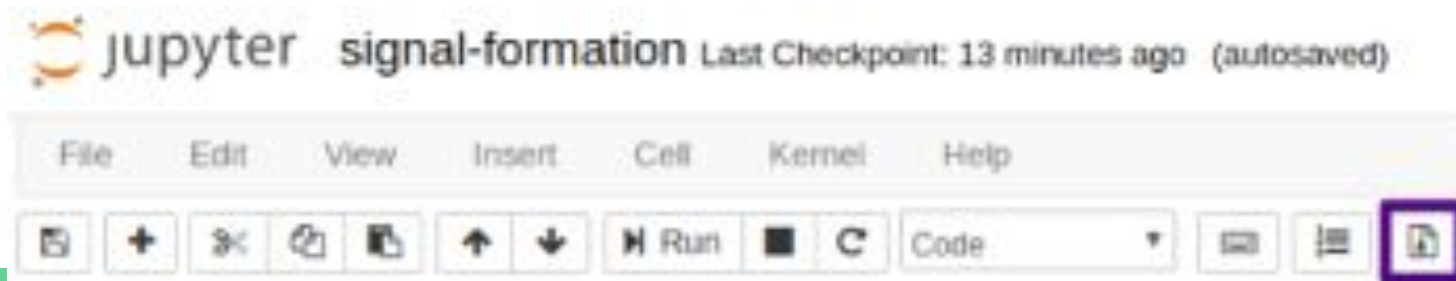 jupyter signal-formation Last Checkpoint: 13 minutes ago (autosaved)
File Edit View Insert Cell Kernel Help
Run Code